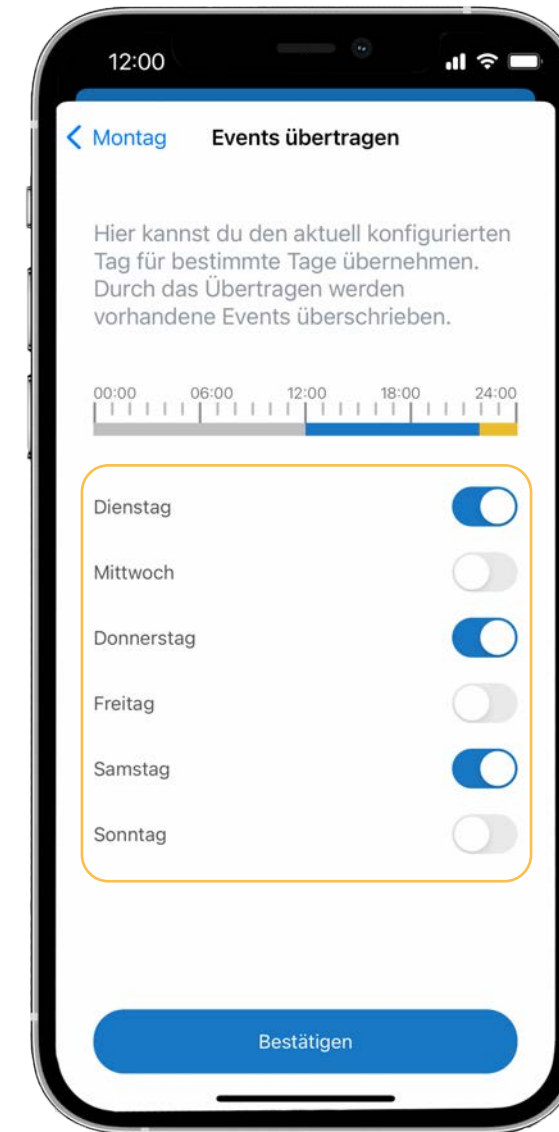 12:00
Montag Events übertragen
Hier kannst du den aktuell konfigurierten
Tag für bestimmte Tage übernehmen.
Durch das Übertragen werden
vorhandene Events überschrieben.
00:00 06:00 12:00 18:00 24:00
Dienstag
Mittwoch
Donnerstag
Freitag
Samstag
Sonntag
Bestätigen